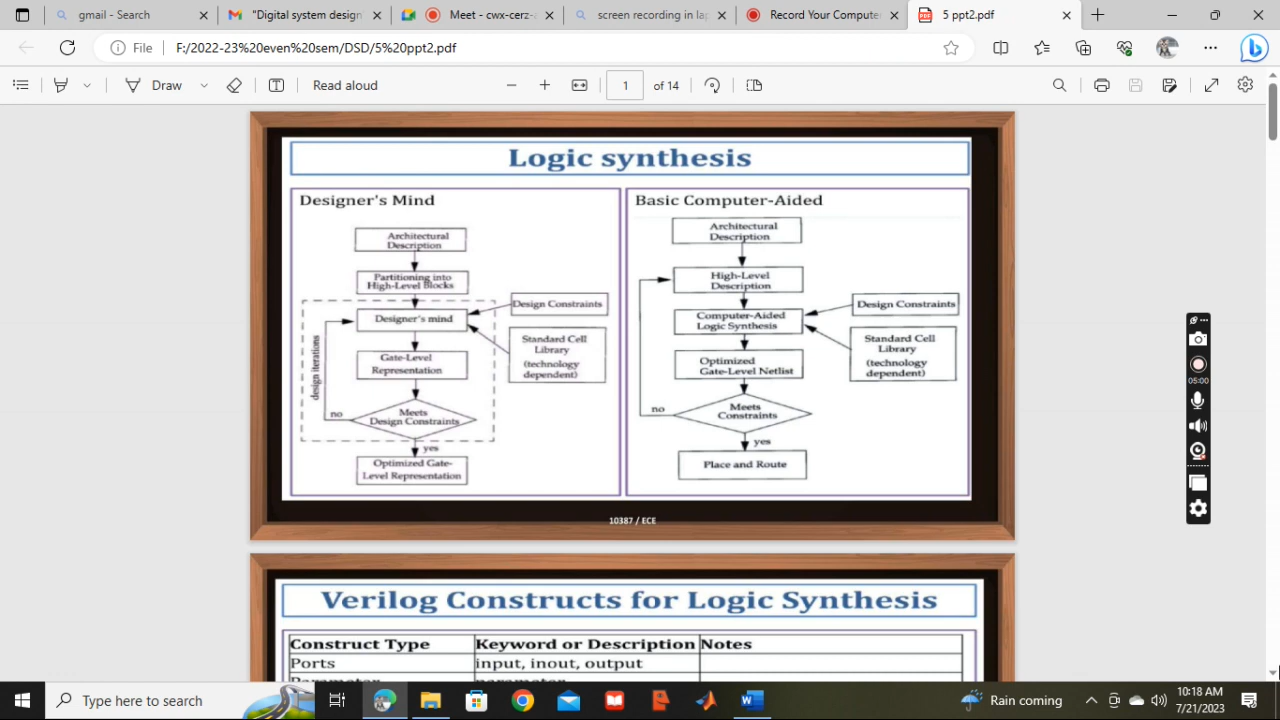 gmail - Search
"Digital system design
Meet - cwx-cerz-
screen recording in lap
Record Your Computer
5 ppt2.pdf
File
F:/2022-23%20even%20sem/DSD/5%20ppt2.pdf
Draw
Read aloud
1
of 14
Logic synthesis
Designer's Mind
Architectural
Description
Partitioning into
High-Level Blocks
Design Constraints
Designer's mind
Standard Cell
Library
(technology
dependent)
Gate-Level
Representation
design iterations
Meets
Design Constraints
no
yes
Optimized Gate-
Level Representation
Basic Computer-Aided
Architectural
Description
High-Level
Description
Design Constraints
Computer-Aided
Logic Synthesis
Standard Cell
Library
(technology
dependent)
Optimized
Gate-Level Netlist
Meets
Constraints
no
yes
Place and Route
10387 / ECE
Verilog Constructs for Logic Synthesis
Construct Type Keyword or Description Notes
Ports input, inout, output
Parameter parameter
05:00
Type here to search
Rain coming
10:18 AM
7/21/2023